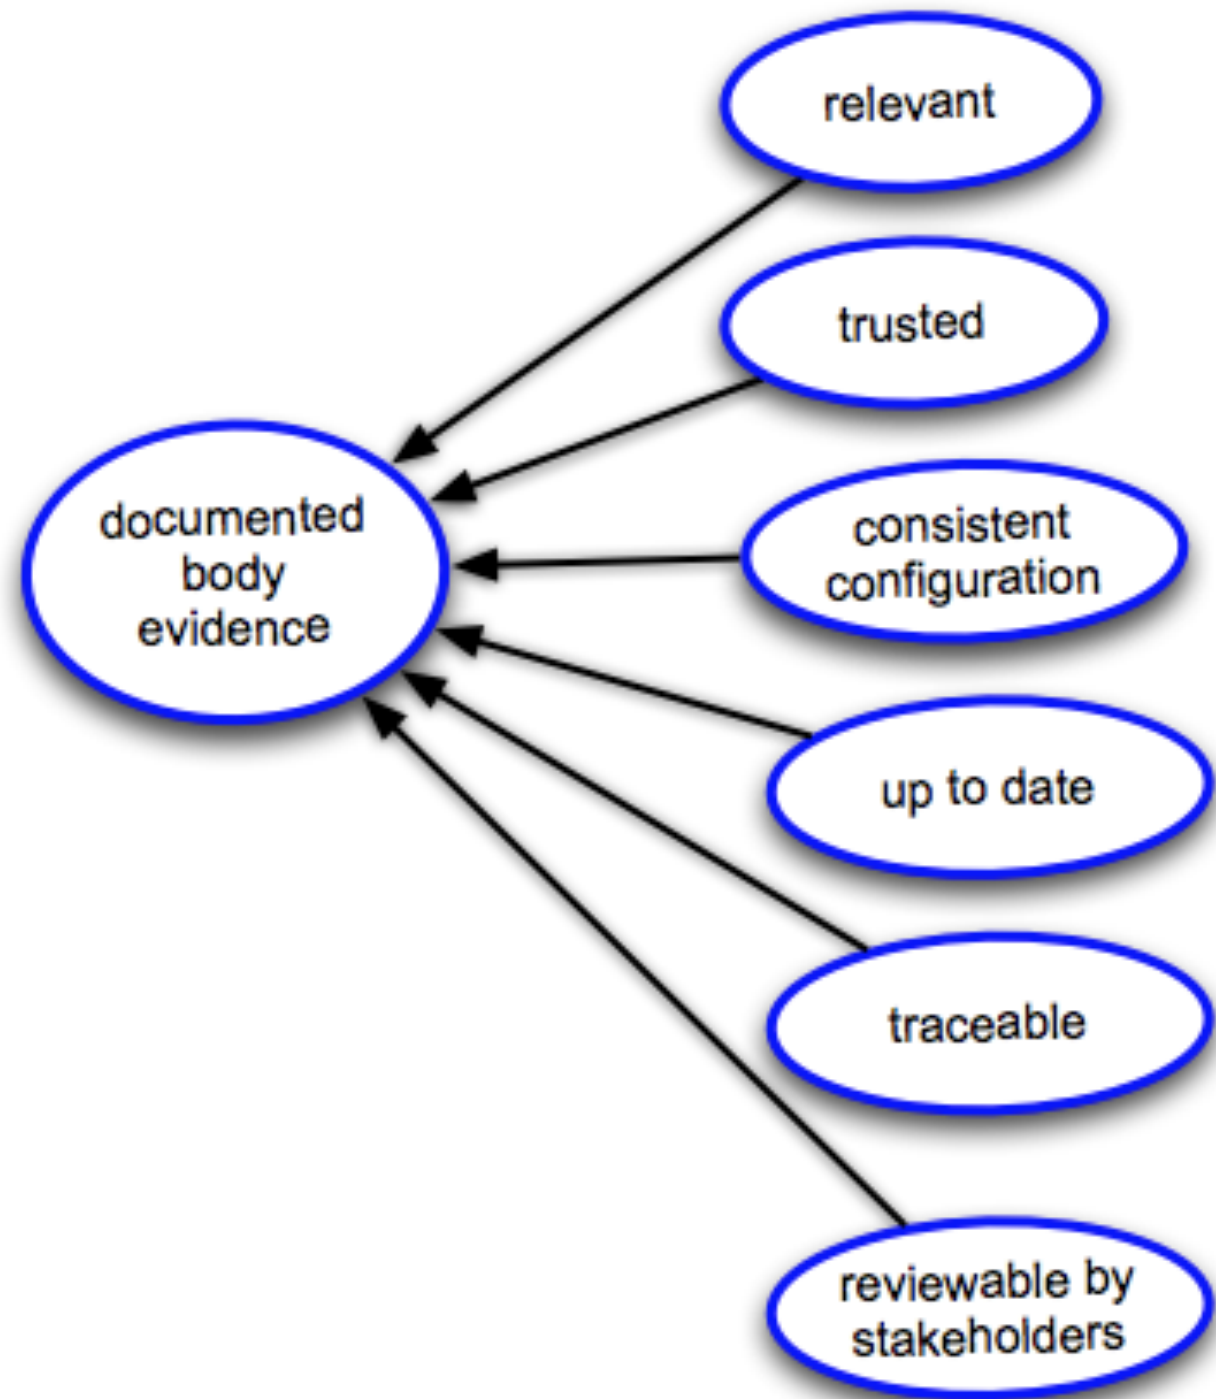 relevant
trusted
documented
body
evidence
consistent
configuration
up to date
traceable
reviewable by
stakeholders